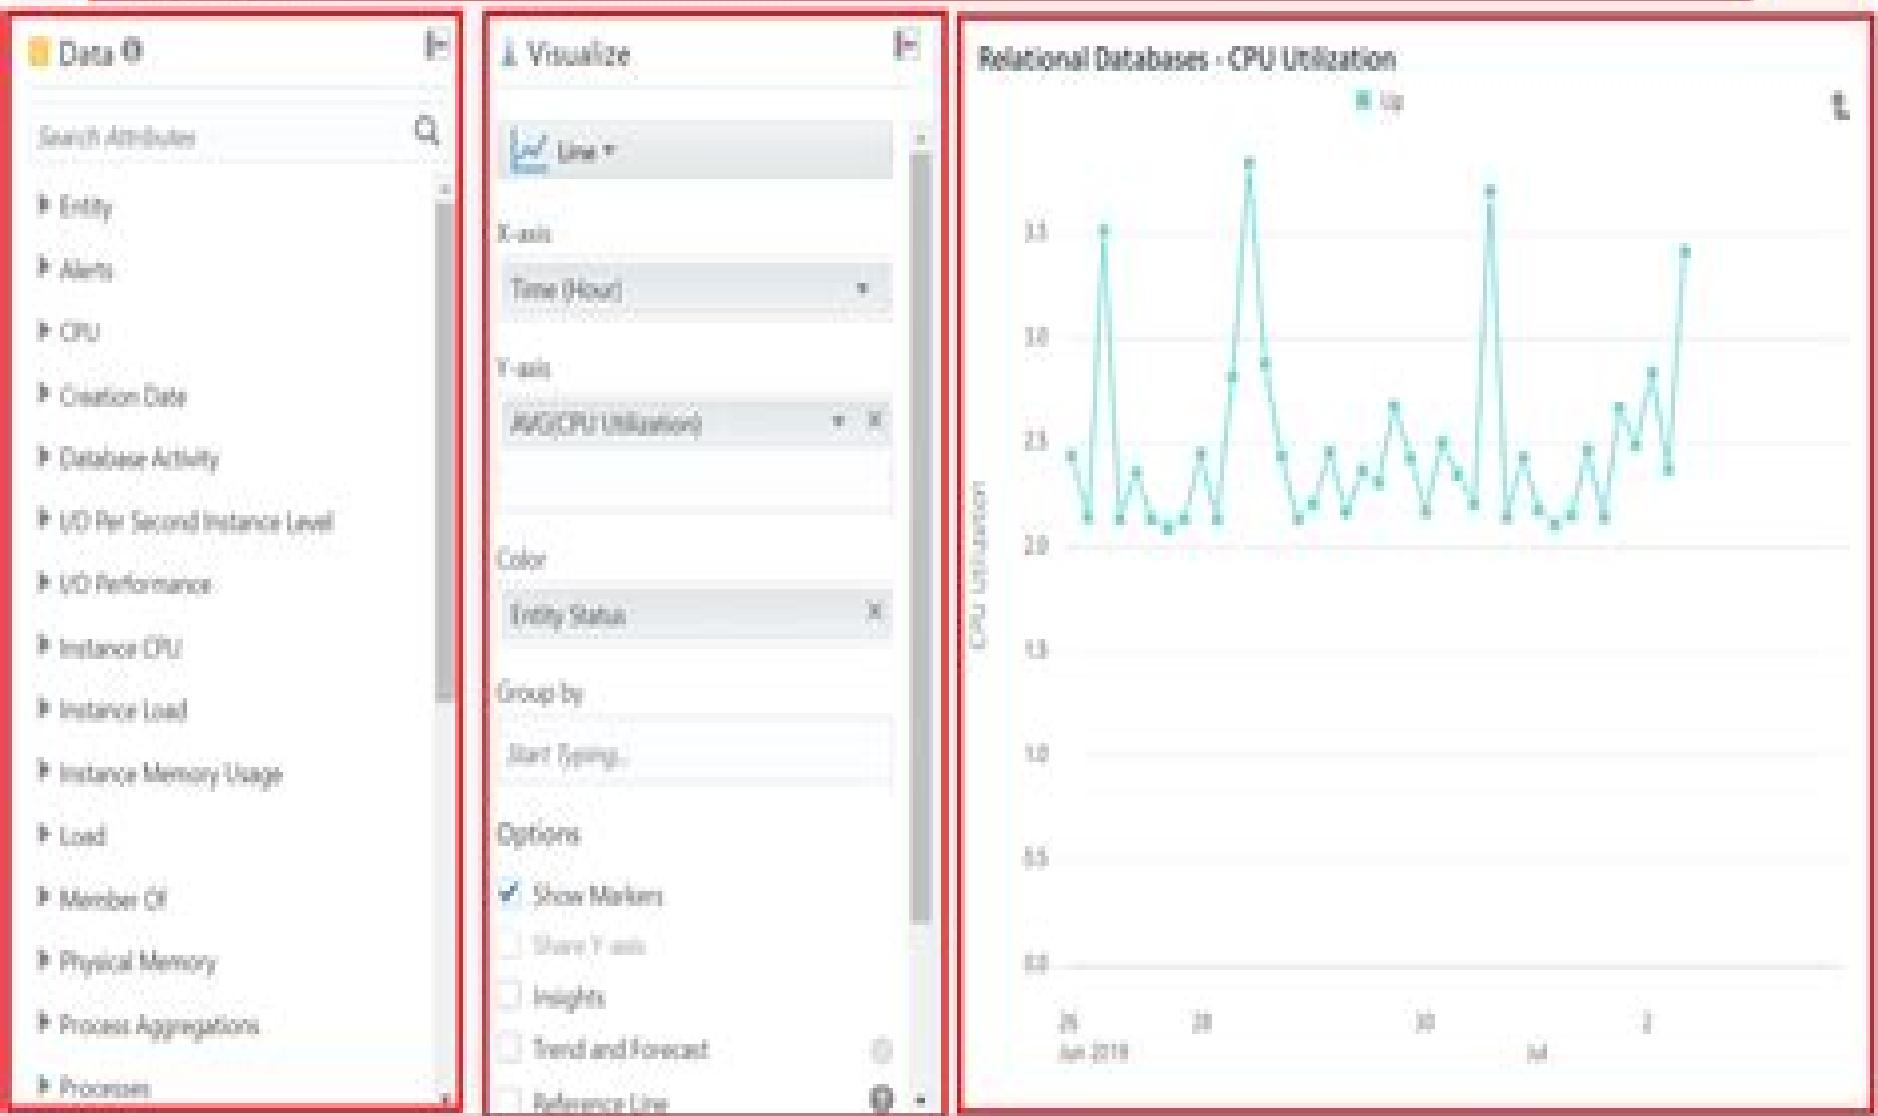 Data
Search Attributes
Entity
Alerts
CPU
Creation Date
Database Activity
I/O Per Second Instance Level
I/O Performance
Instance CPU
Instance Load
Instance Memory Usage
Load
Member Of
Physical Memory
Process Aggregations
Processes
Visualize
Line
X-axis
Time (Hour)
Y-axis
AVG(CPU Utilization)
Color
Entity Status
Group by
Start Typing...
Options
Show Markers
Share Y-axis
Insights
Trend and Forecast
Reference Line
Relational Databases - CPU Utilization
Up
3.5
3.0
2.5
2.0
1.5
1.0
0.5
0.0
CPU Utilization
26 28 30 2
Jun 2019 Jul